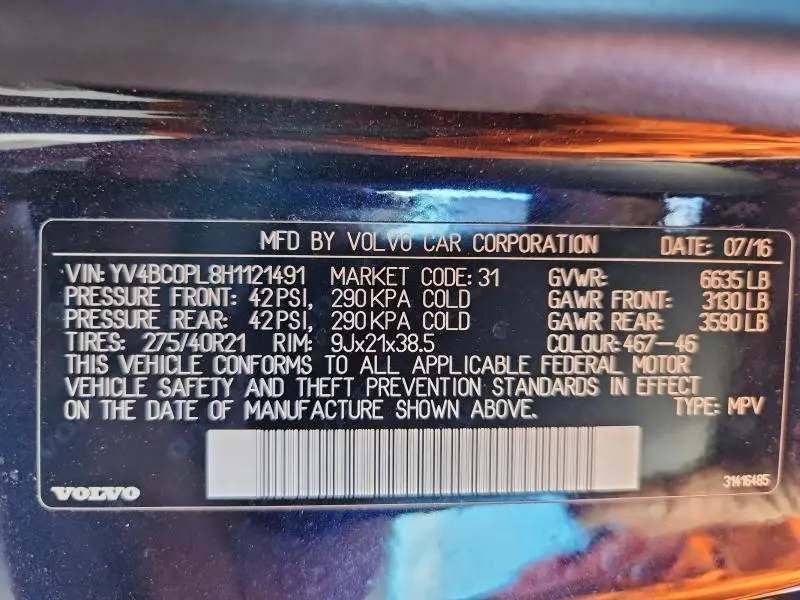 MFD BY VOLVO CAR CORPORATION DATE: 07/16
VIN: YV4BC0PL8H1121491 MARKET CODE: 31 GVWR: 6635 LB
PRESSURE FRONT: 42 PSI, 290 KPA COLD GAWR FRONT: 3130 LB
PRESSURE REAR: 42 PSI, 290 KPA COLD GAWR REAR: 3590 LB
TIRES: 275/40R21 RIM: 9Jx21x38.5 COLOUR: 467-46
THIS VEHICLE CONFORMS TO ALL APPLICABLE FEDERAL MOTOR
VEHICLE SAFETY AND THEFT PREVENTION STANDARDS IN EFFECT
ON THE DATE OF MANUFACTURE SHOWN ABOVE. TYPE: MPV
VOLVO 31416485